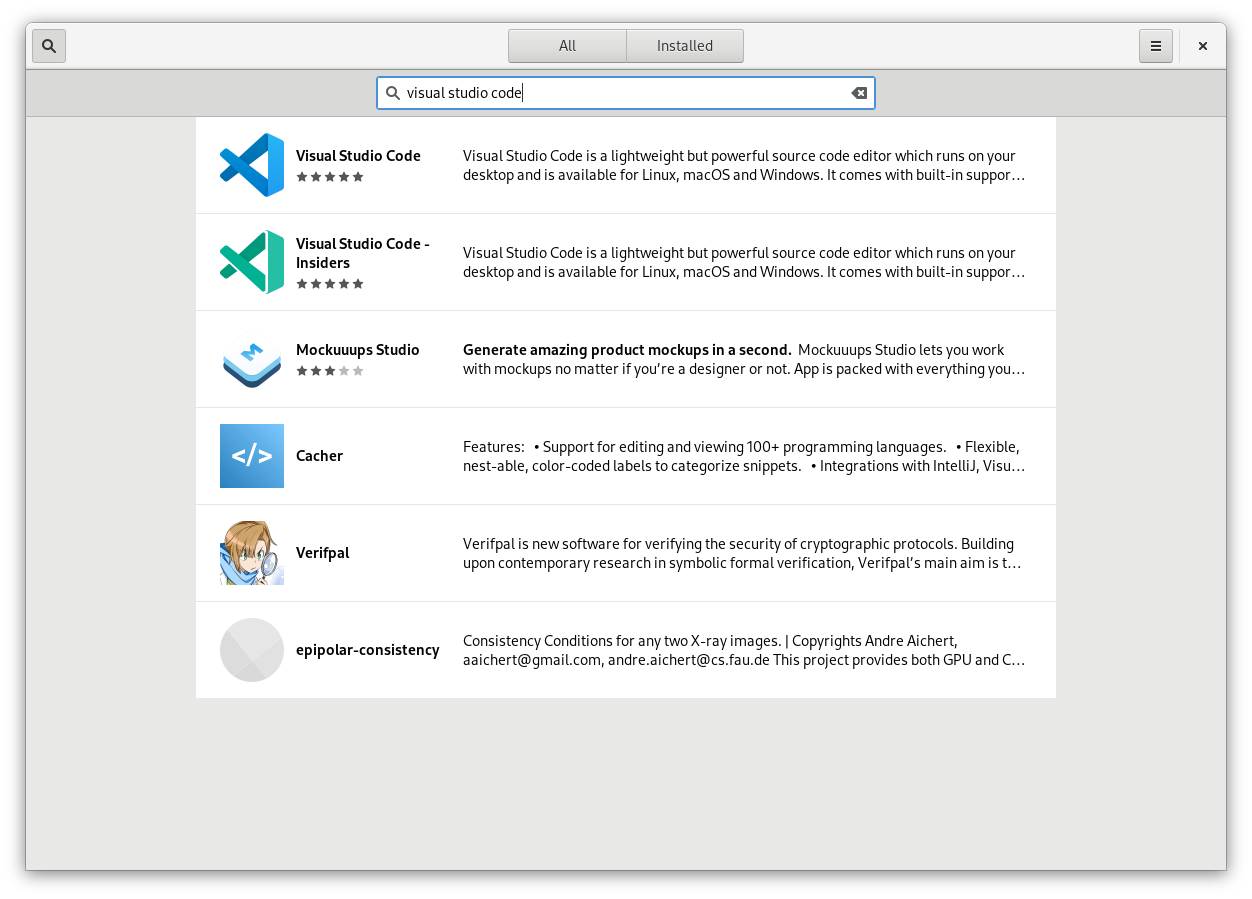 All
Installed
visual studio code
Visual Studio Code
Visual Studio Code is a lightweight but powerful source code editor which runs on your
desktop and is available for Linux, macOS and Windows. It comes with built-in suppor…
Visual Studio Code -
Insiders
Visual Studio Code is a lightweight but powerful source code editor which runs on your
desktop and is available for Linux, macOS and Windows. It comes with built-in suppor…
Mockuuups Studio
Generate amazing product mockups in a second. Mockuuups Studio lets you work
with mockups no matter if you’re a designer or not. App is packed with everything you…
</>
Cacher
Features: • Support for editing and viewing 100+ programming languages. • Flexible,
nest-able, color-coded labels to categorize snippets. • Integrations with IntelliJ, Visu…
Verifpal
Verifpal is new software for verifying the security of cryptographic protocols. Building
upon contemporary research in symbolic formal verification, Verifpal’s main aim is t…
epipolar-consistency
Consistency Conditions for any two X-ray images. | Copyrights Andre Aichert,
aaichert@gmail.com, andre.aichert@cs.fau.de This project provides both GPU and C…